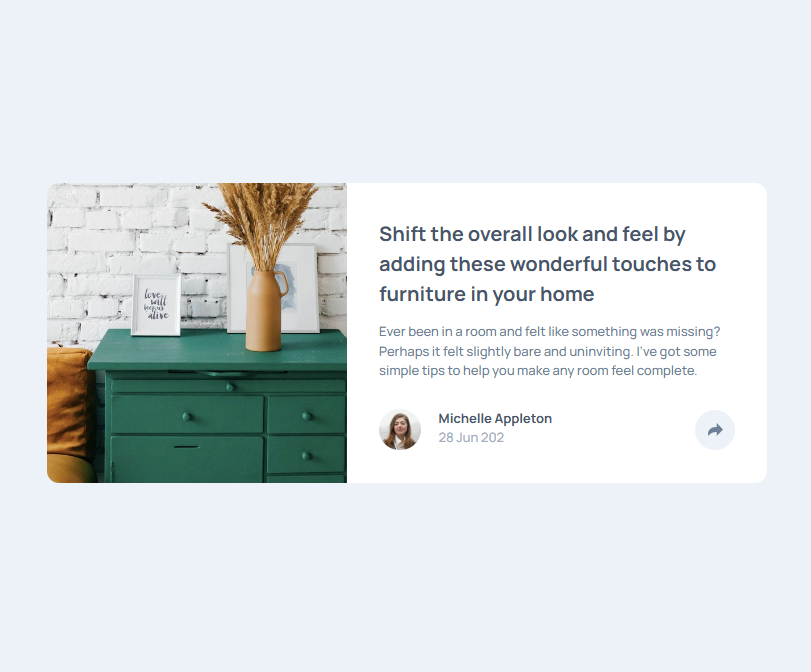 love
will
keep us
alive
Shift the overall look and feel by
adding these wonderful touches to
furniture in your home
Ever been in a room and felt like something was missing?
Perhaps it felt slightly bare and uninviting. I've got some
simple tips to help you make any room feel complete.
Michelle Appleton
28 Jun 202